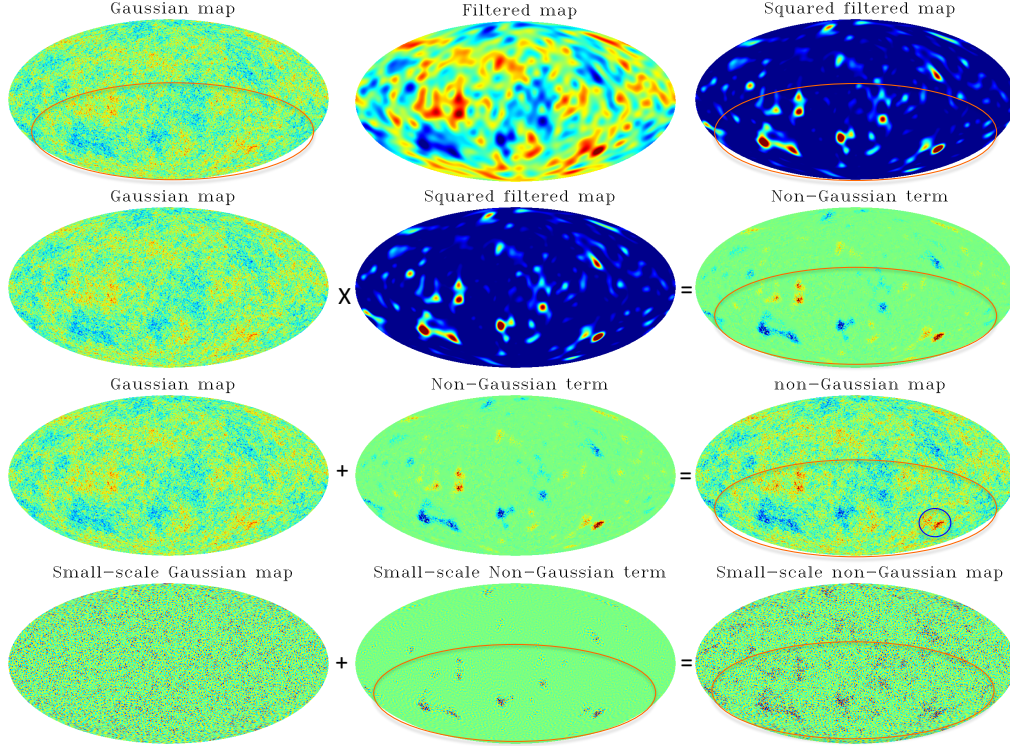 Gaussian map
Filtered map
Squared filtered map
Gaussian map
Squared filtered map
Non-Gaussian term
X
=
Gaussian map
Non-Gaussian term
non-Gaussian map
+
=
Small-scale Gaussian map
Small-scale Non-Gaussian term
Small-scale non-Gaussian map
+
=